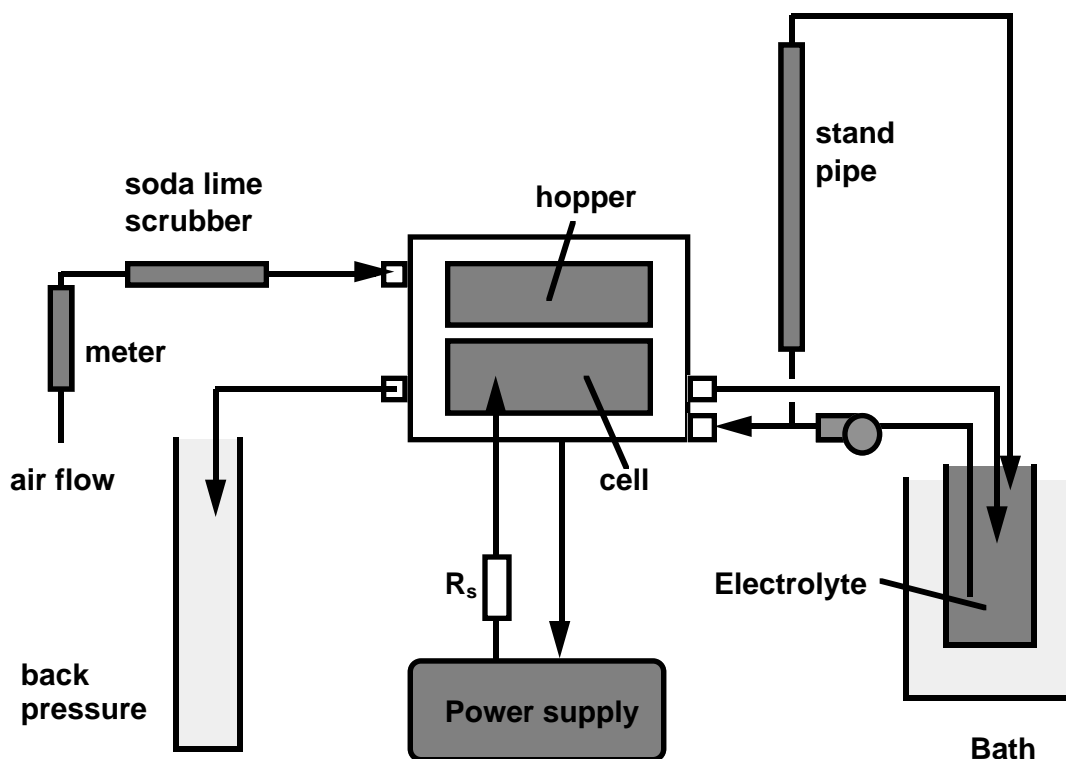 stand
pipe
soda lime
scrubber
hopper
meter
air flow
cell
Rs
Electrolyte
back
pressure
Power supply
Bath